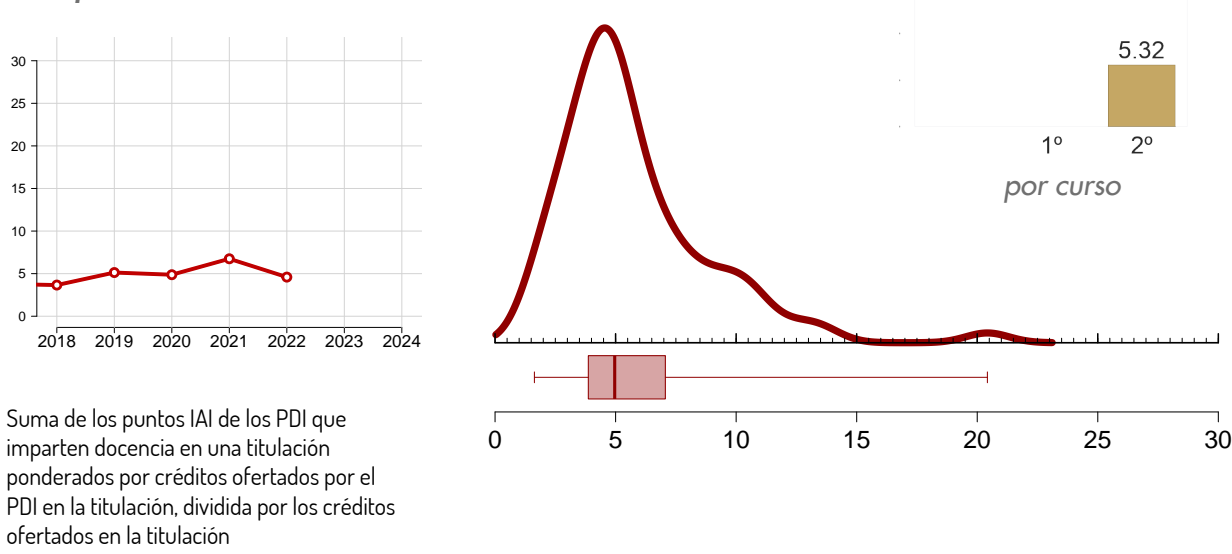 30
25
20
15
10
5
0
2018 2019 2020 2021 2022 2023 2024
Suma de los puntos IAI de los PDI que
imparten docencia en una titulación
ponderados por créditos ofertados por el
PDI en la titulación, dividida por los créditos
ofertados en la titulación
5.32
1º 2º
por curso
0 5 10 15 20 25 30